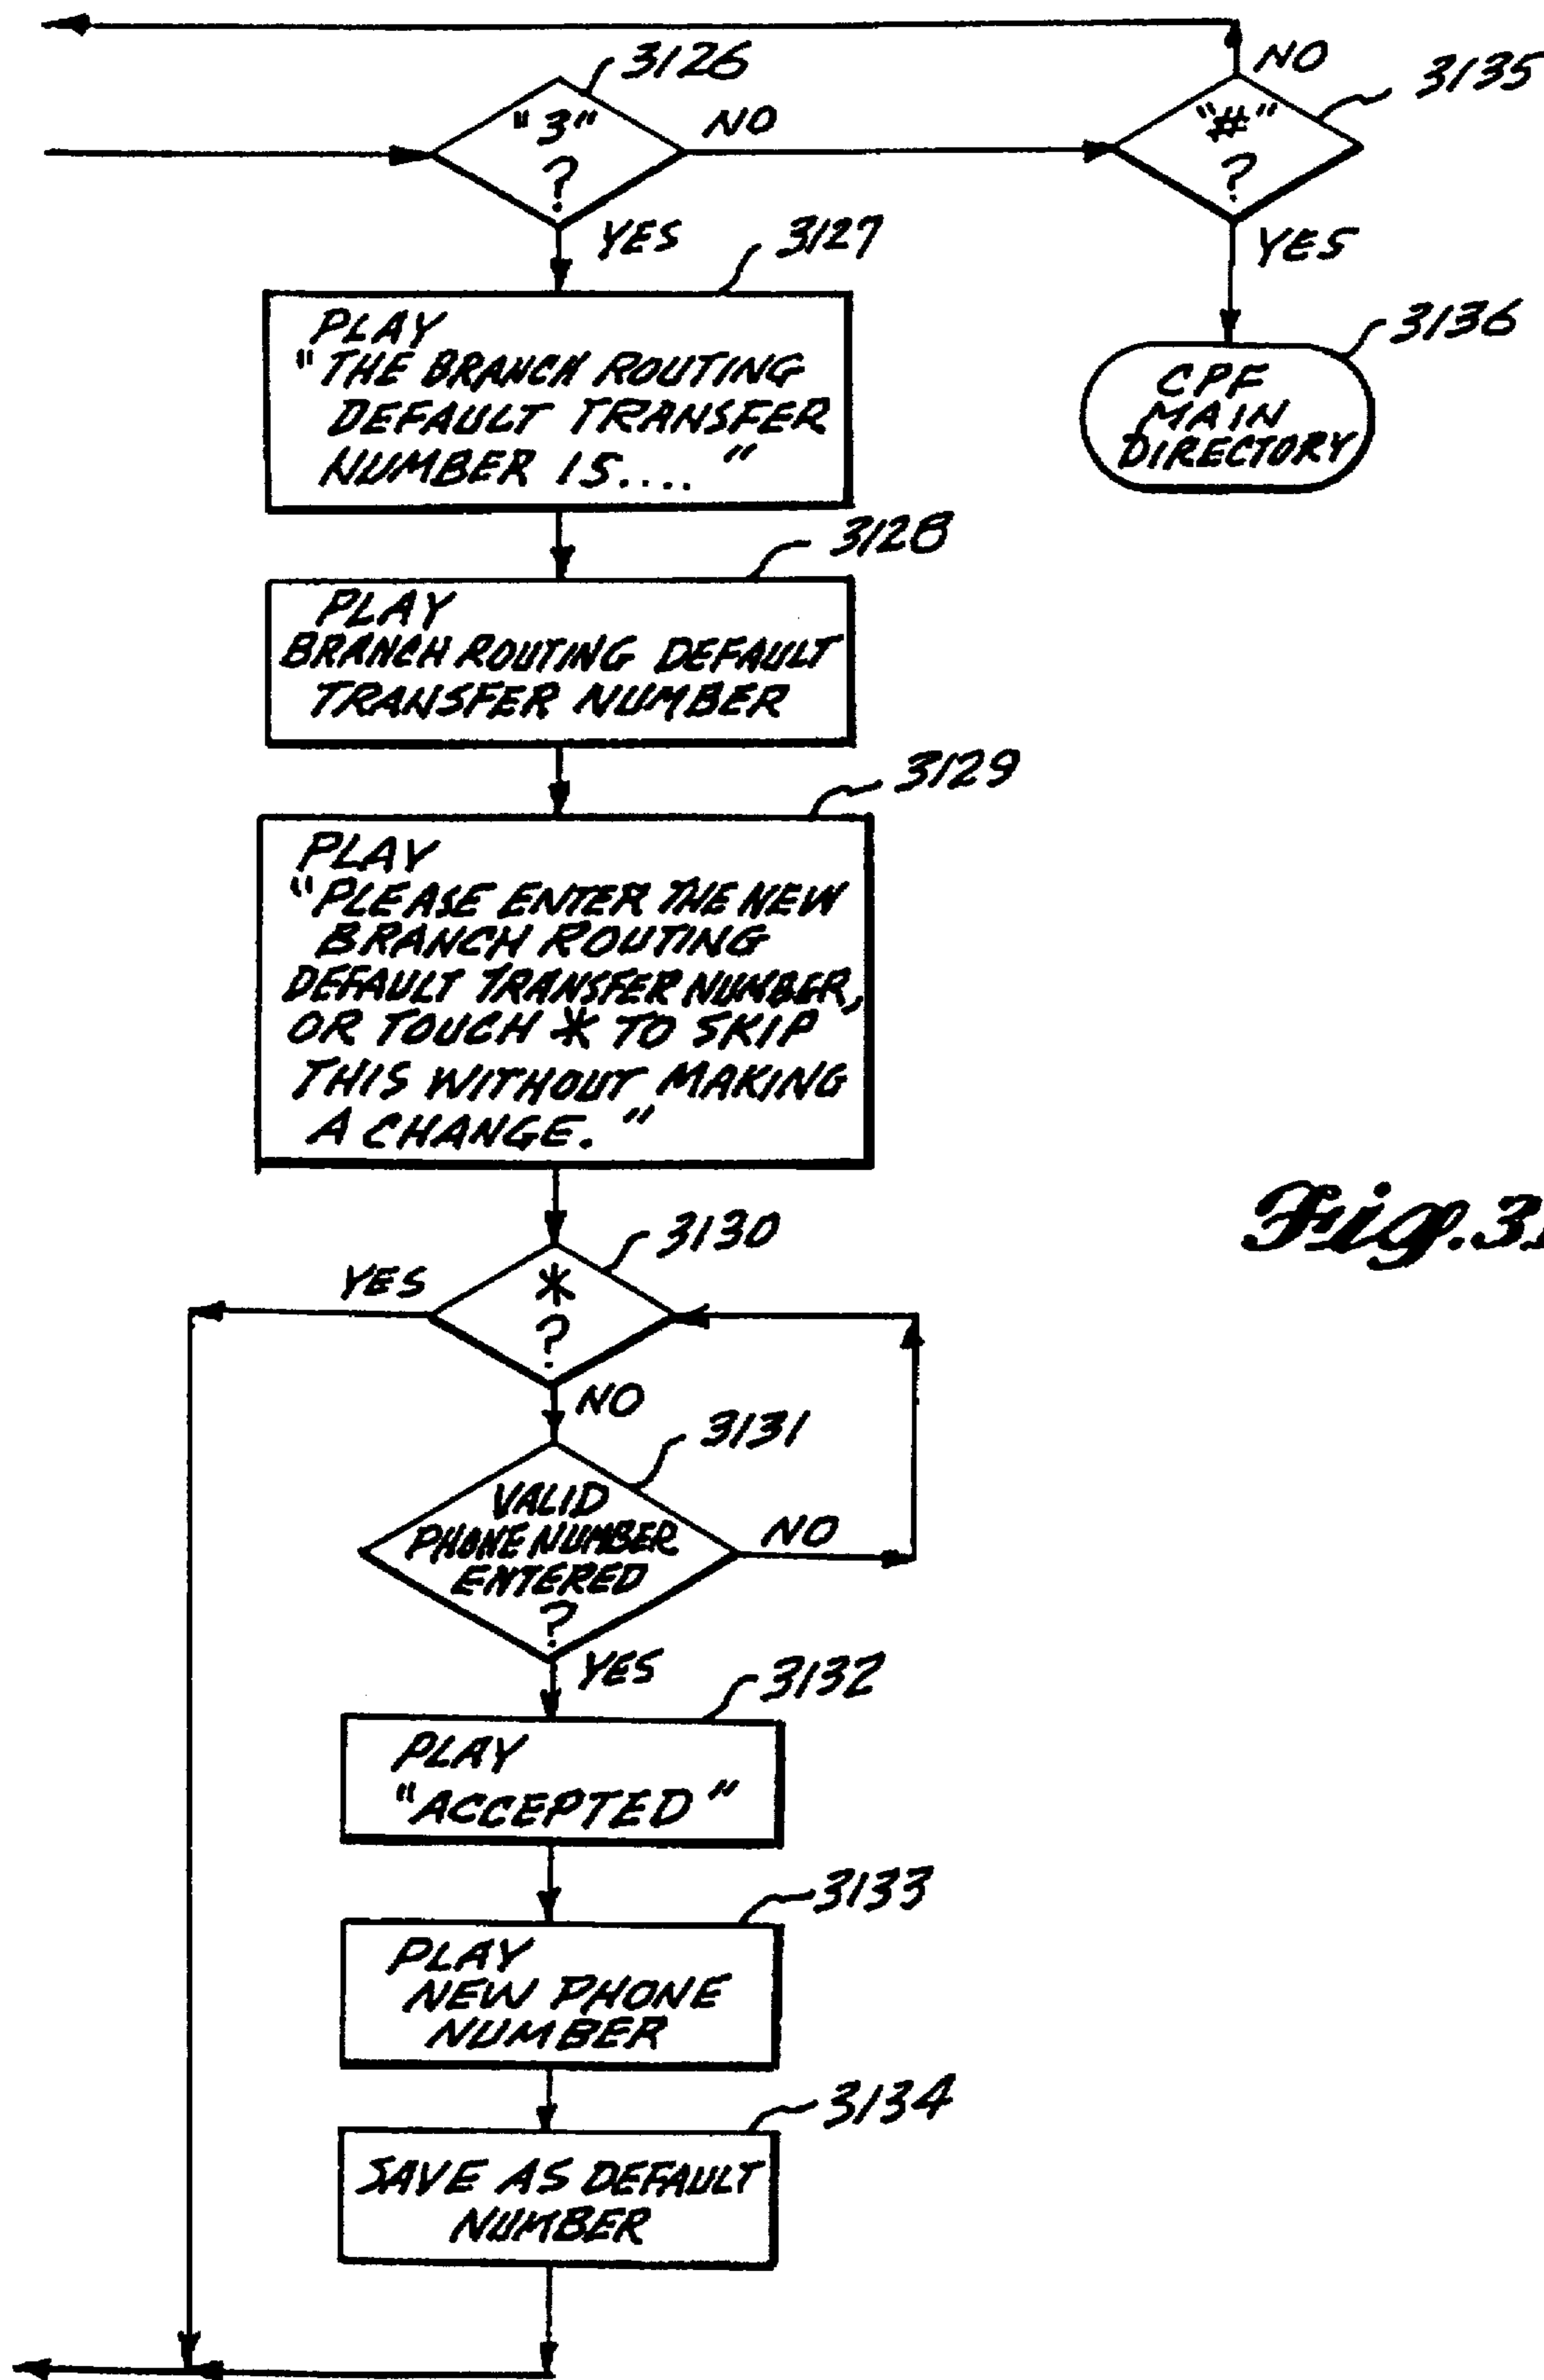 NO
3126
3135
"3"
?
NO
"#"
?
YES
3127
YES
PLAY
"THE BRANCH ROUTING
DEFAULT TRANSFER
NUMBER IS...."
3136
CPF
MAIN
DIRECTORY
3128
PLAY
BRANCH ROUTING DEFAULT
TRANSFER NUMBER
3129
PLAY
"PLEASE ENTER THE NEW
BRANCH ROUTING
DEFAULT TRANSFER NUMBER,
OR TOUCH * TO SKIP
THIS WITHOUT MAKING
A CHANGE."
3130
YES
*
?
NO
3131
VALID
PHONE NUMBER
ENTERED
?
NO
YES
3132
PLAY
"ACCEPTED"
3133
PLAY
NEW PHONE
NUMBER
3134
SAVE AS DEFAULT
NUMBER
Fig.